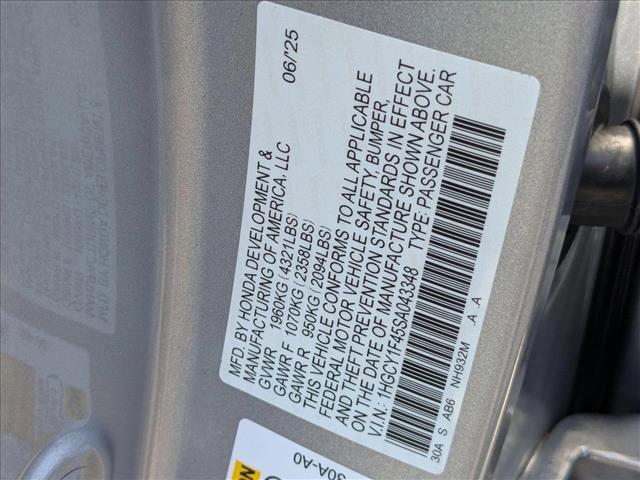 MFD. BY HONDA DEVELOPMENT & 06/'25
MANUFACTURING OF AMERICA, LLC
GVWR 1960KG (4321LBS)
GAWR F 1070KG (2358LBS)
GAWR R 950KG (2094LBS)
THIS VEHICLE CONFORMS TO ALL APPLICABLE
FEDERAL MOTOR VEHICLE SAFETY, BUMPER,
AND THEFT PREVENTION STANDARDS IN EFFECT
ON THE DATE OF MANUFACTURE SHOWN ABOVE.
V.I.N.: 1HGCY1F45SA043348 TYPE: PASSENGER CAR
30A S AB6 NH932M .A .A
30A-A0